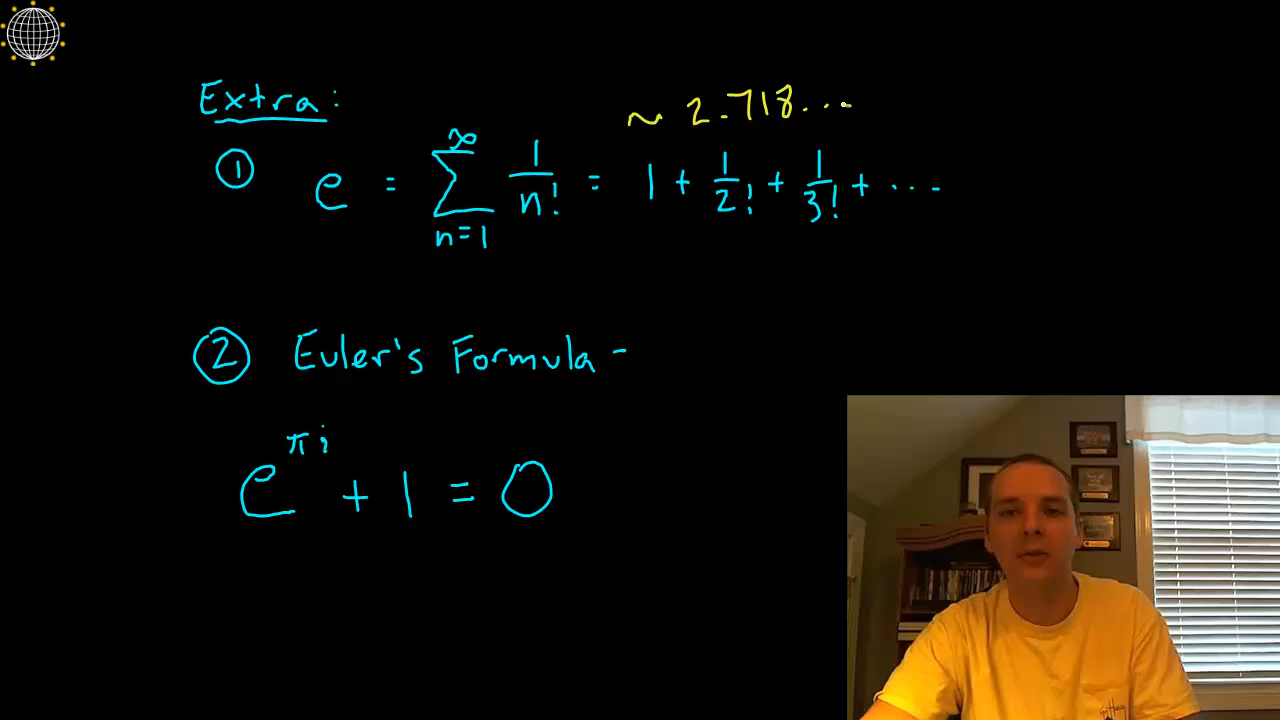 Extra:
~ 2.718...
① e = ∞ ∑ n=1 1/n! = 1 + 1/2! + 1/3! + ...
② Euler's Formula -
e^{πi} + 1 = 0